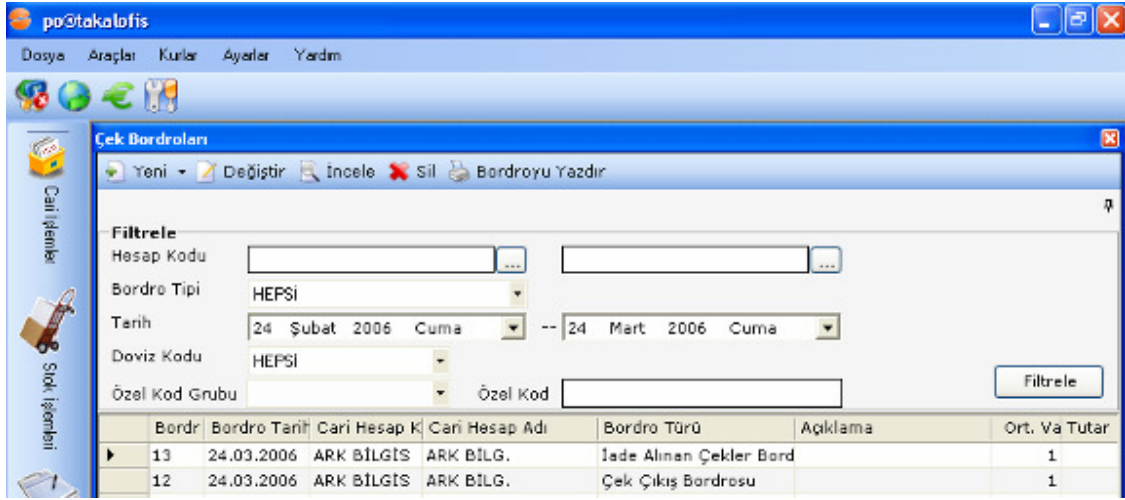 po@takalofis
Dosya Araçlar Kurlar Ayarlar Yardım
Çek Bordroları
Yeni Değiştir İncele Sil Bordroyu Yazdır
Cari İşlemler
Filtrele
Hesap Kodu ... ...
Bordro Tipi HEPSİ
Tarih 24 Şubat 2006 Cuma -- 24 Mart 2006 Cuma
Doviz Kodu HEPSİ
Özel Kod Grubu Özel Kod Filtrele
Stok işlemleri
Bordr Bordro Tarih Cari Hesap K Cari Hesap Adı Bordro Türü Açıklama Ort. Va Tutar
13 24.03.2006 ARK BİLGİS ARK BİLG. İade Alınan Çekler Bord 1
12 24.03.2006 ARK BİLGİS ARK BİLG. Çek Çıkış Bordrosu 1